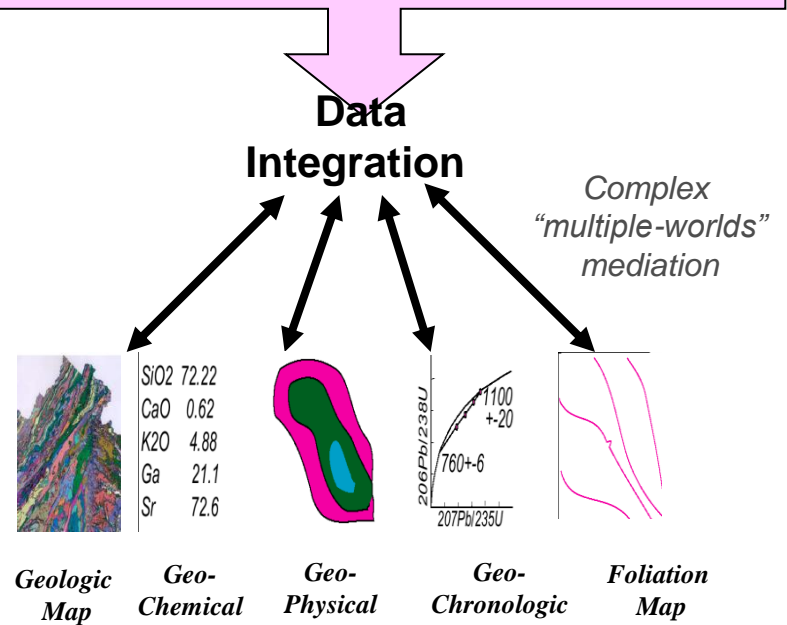 Data
Integration
Complex
“multiple-worlds”
mediation
SiO2 72.22
CaO 0.62
K2O 4.88
Ga 21.1
Sr 72.6
206Pb/238U
1100
+-20
760+-6
207Pb/235U
Geologic
Map
Geo-
Chemical
Geo-
Physical
Geo-
Chronologic
Foliation
Map